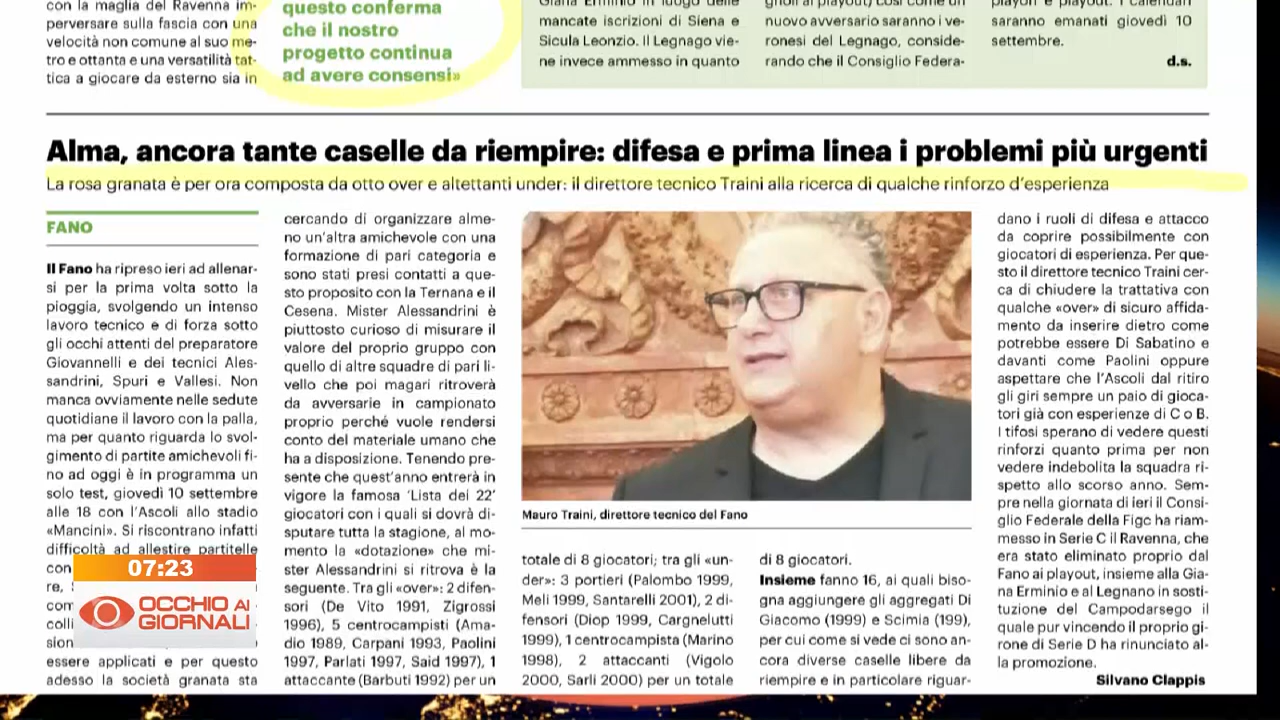 con la maglia del Ravenna im-
perversare sulla fascia con una
velocità non comune al suo me-
tro e ottanta e una versatilità tat-
tica a giocare da esterno sia in
questo conferma
che il nostro
progetto continua
ad avere consensi»
Giana Erminio in luogo delle
mancate iscrizioni di Siena e
Sicula Leonzio. Il Legnago vie-
ne invece ammesso in quanto
gnoli ai playout) così come un
nuovo avversario saranno i ve-
ronesi del Legnago, conside-
rando che il Consiglio Federa-
playoff e playout. I calendari
saranno emanati giovedì 10
settembre.
d.s.
Alma, ancora tante caselle da riempire: difesa e prima linea i problemi più urgenti
La rosa granata è per ora composta da otto over e altettanti under: il direttore tecnico Traini alla ricerca di qualche rinforzo d'esperienza
FANO
Il Fano ha ripreso ieri ad allenar-
si per la prima volta sotto la
pioggia, svolgendo un intenso
lavoro tecnico e di forza sotto
gli occhi attenti del preparatore
Giovannelli e dei tecnici Ales-
sandrini, Spuri e Vallesi. Non
manca ovviamente nelle sedute
quotidiane il lavoro con la palla,
ma per quanto riguarda lo svol-
gimento di partite amichevoli fi-
no ad oggi è in programma un
solo test, giovedì 10 settembre
alle 18 con l'Ascoli allo stadio
«Mancini». Si riscontrano infatti
difficoltà ad allestire partitelle
con
re,
com
colli
sion
essere applicati e per questo
adesso la società granata sta
cercando di organizzare alme-
no un'altra amichevole con una
formazione di pari categoria e
sono stati presi contatti a que-
sto proposito con la Ternana e il
Cesena. Mister Alessandrini è
piuttosto curioso di misurare il
valore del proprio gruppo con
quello di altre squadre di pari li-
vello che poi magari ritroverà
da avversarie in campionato
proprio perché vuole rendersi
conto del materiale umano che
ha a disposizione. Tenendo pre-
sente che quest'anno entrerà in
vigore la famosa 'Lista dei 22'
giocatori con i quali si dovrà di-
sputare tutta la stagione, al mo-
mento la «dotazione» che mi-
ster Alessandrini si ritrova è la
seguente. Tra gli «over»: 2 difen-
sori (De Vito 1991, Zigrossi
1996), 5 centrocampisti (Ama-
dio 1989, Carpani 1993, Paolini
1997, Parlati 1997, Said 1997), 1
attaccante (Barbuti 1992) per un
Mauro Traini, direttore tecnico del Fano
totale di 8 giocatori; tra gli «un-
der»: 3 portieri (Palombo 1999,
Meli 1999, Santarelli 2001), 2 di-
fensori (Diop 1999, Cargnelutti
1999), 1 centrocampista (Marino
1998), 2 attaccanti (Vigolo
2000, Sarli 2000) per un totale
di 8 giocatori.
Insieme fanno 16, ai quali biso-
gna aggiungere gli aggregati Di
Giacomo (1999) e Scimia (199),
per cui come si vede ci sono an-
cora diverse caselle libere da
riempire e in particolare riguar-
dano i ruoli di difesa e attacco
da coprire possibilmente con
giocatori di esperienza. Per que-
sto il direttore tecnico Traini cer-
ca di chiudere la trattativa con
qualche «over» di sicuro affida-
mento da inserire dietro come
potrebbe essere Di Sabatino e
davanti come Paolini oppure
aspettare che l'Ascoli dal ritiro
gli giri sempre un paio di gioca-
tori già con esperienze di C o B.
I tifosi sperano di vedere questi
rinforzi quanto prima per non
vedere indebolita la squadra ri-
spetto allo scorso anno. Sem-
pre nella giornata di ieri il Consi-
glio Federale della Figc ha riam-
messo in Serie C il Ravenna, che
era stato eliminato proprio dal
Fano ai playout, insieme alla Gia-
na Erminio e al Legnano in sosti-
tuzione del Campodarsego il
quale pur vincendo il proprio gi-
rone di Serie D ha rinunciato al-
la promozione.
Silvano Clappis
07:23
OCCHIO AI
GIORNALI